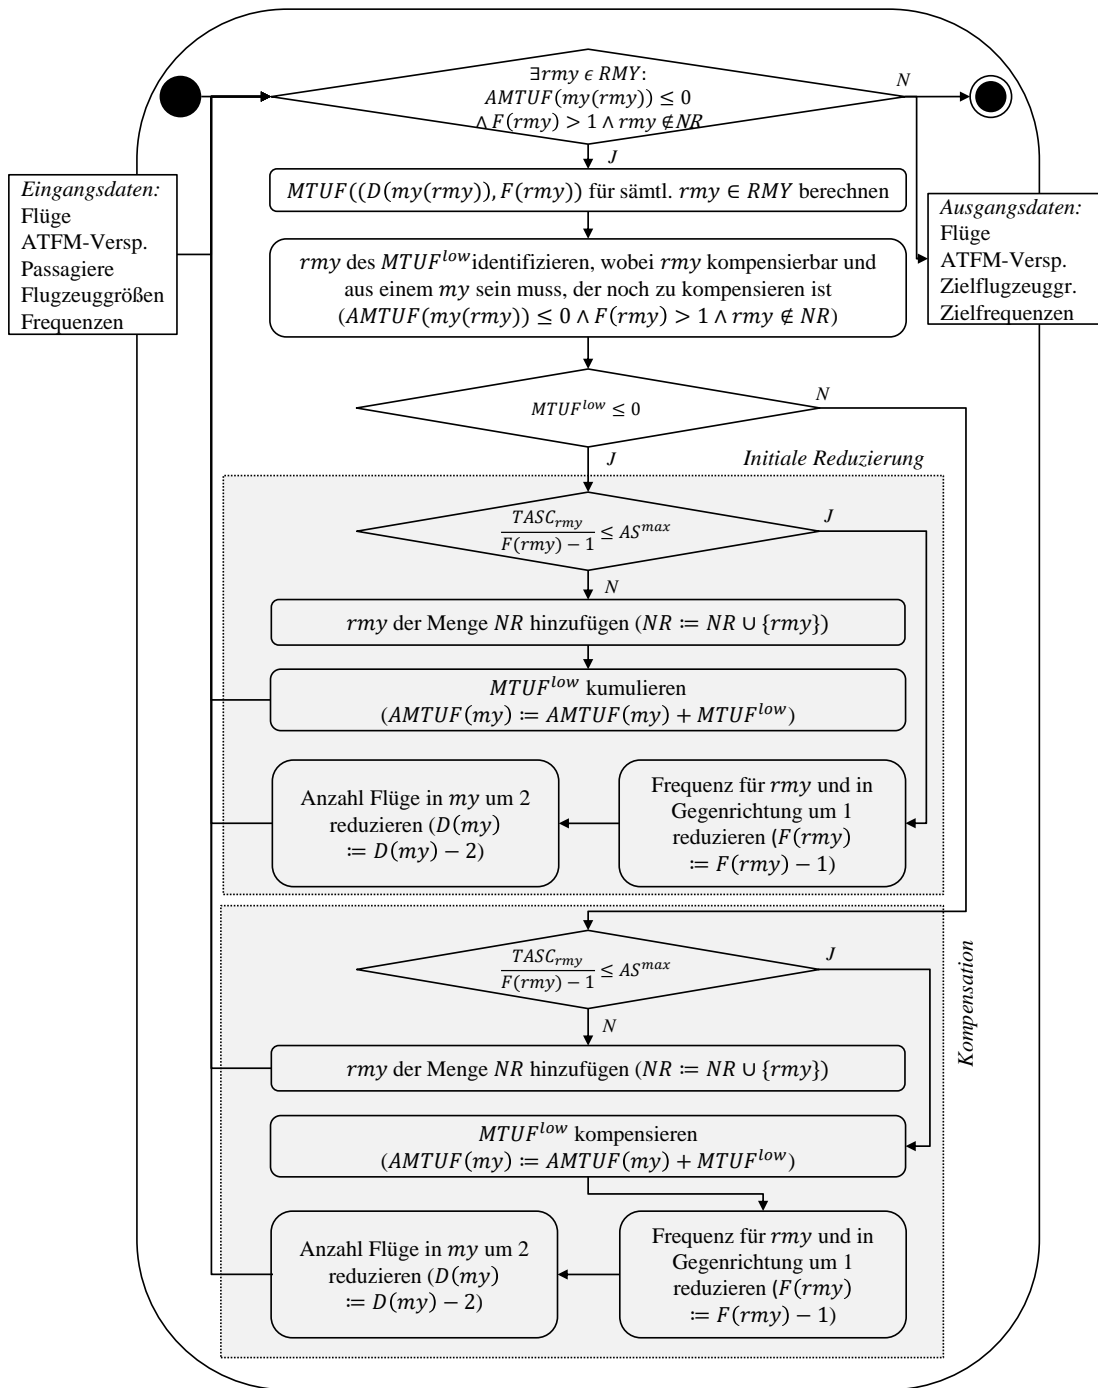 ∃rmy ϵ RMY:
AMTUF(my(rmy)) ≤ 0
∧ F(rmy) > 1 ∧ rmy ∉ NR
N
J
Eingangsdaten:
Flüge
ATFM-Versp.
Passagiere
Flugzeuggrößen
Frequenzen
MTUF((D(my(rmy)), F(rmy)) für sämtl. rmy ∈ RMY berechnen
Ausgangsdaten:
Flüge
ATFM-Versp.
Zielflugzeuggr.
Zielfrequenzen
rmy des MTUF^low identifizieren, wobei rmy kompensierbar und
aus einem my sein muss, der noch zu kompensieren ist
(AMTUF(my(rmy)) ≤ 0 ∧ F(rmy) > 1 ∧ rmy ∉ NR)
MTUF^low ≤ 0
N
J
Initiale Reduzierung
TASC_rmy
F(rmy) − 1 ≤ AS^max
J
N
rmy der Menge NR hinzufügen (NR ≔ NR ∪ {rmy})
MTUF^low kumulieren
(AMTUF(my) ≔ AMTUF(my) + MTUF^low)
Anzahl Flüge in my um 2
reduzieren (D(my)
≔ D(my) − 2)
Frequenz für rmy und in
Gegenrichtung um 1
reduzieren (F(rmy)
≔ F(rmy) − 1)
Kompensation
TASC_rmy
F(rmy) − 1 ≤ AS^max
J
N
rmy der Menge NR hinzufügen (NR ≔ NR ∪ {rmy})
MTUF^low kompensieren
(AMTUF(my) ≔ AMTUF(my) + MTUF^low)
Anzahl Flüge in my um 2
reduzieren (D(my)
≔ D(my) − 2)
Frequenz für rmy und in
Gegenrichtung um 1
reduzieren (F(rmy)
≔ F(rmy) − 1)